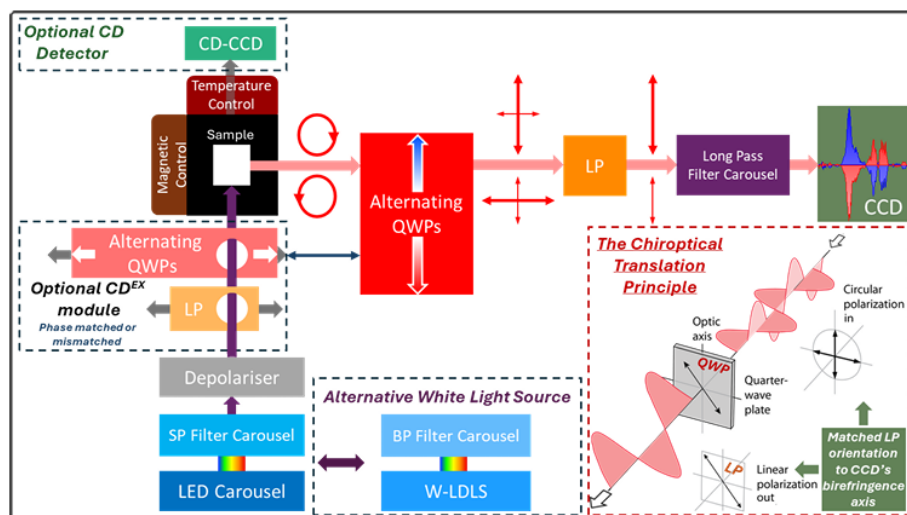 Optional CD
Detector
CD-CCD
Temperature
Control
Magnetic
Control
Sample
Alternating
QWPs
LP
Long Pass
Filter Carousel
CCD
Alternating
QWPs
Optional CD^EX
module
Phase matched or
mismatched
LP
Depolariser
SP Filter Carousel
LED Carousel
Alternative White Light Source
BP Filter Carousel
W-LDLS
The Chiroptical
Translation
Principle
Circular
polarization
in
Optic
axis
QWP
Quarter-
wave
plate
LP
Linear
polarization
out
Matched LP
orientation
to CCD's
birefringence
axis